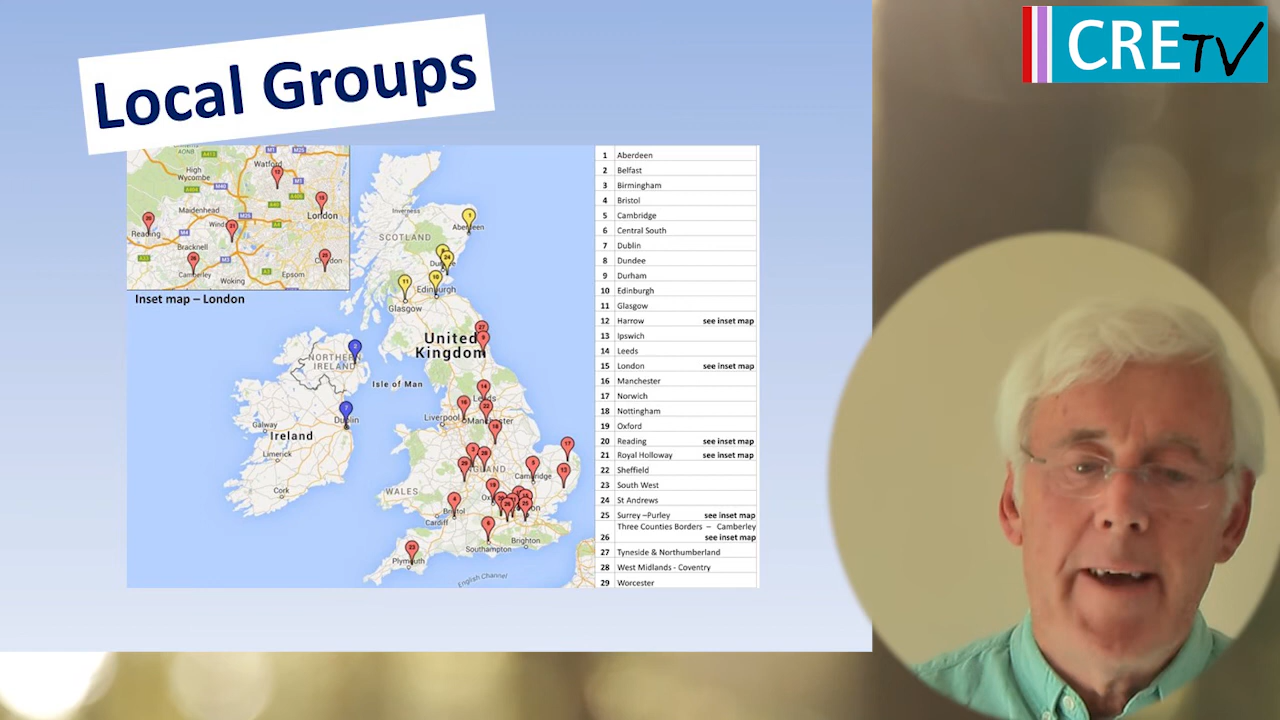 CRETV
Local Groups
AONB
Watford
High
Wycombe
Maidenhead
London
Reading
Bracknell
Camberley
Woking
Epsom
Inset map – London
Inverness
SCOTLAND
Aberdeen
Edinburgh
Glasgow
United
Kingdom
NORTHERN
IRELAND
Isle of Man
Leeds
Liverpool
Manchester
Dublin
Galway
Ireland
Limerick
Cork
Cambridge
WALES
Bristol
Cardiff
Southampton
Brighton
Plymouth
English Channel
1 Aberdeen
2 Belfast
3 Birmingham
4 Bristol
5 Cambridge
6 Central South
7 Dublin
8 Dundee
9 Durham
10 Edinburgh
11 Glasgow
12 Harrow see inset map
13 Ipswich
14 Leeds
15 London see inset map
16 Manchester
17 Norwich
18 Nottingham
19 Oxford
20 Reading see inset map
21 Royal Holloway see inset map
22 Sheffield
23 South West
24 St Andrews
25 Surrey –Purley see inset map
Three Counties Borders – Camberley
26 see inset map
27 Tyneside & Northumberland
28 West Midlands - Coventry
29 Worcester